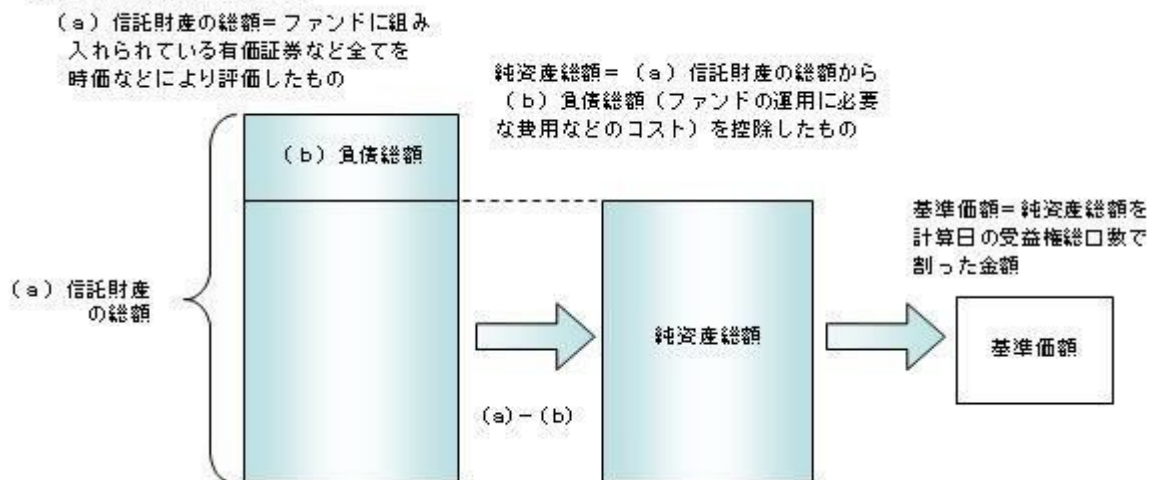 (a)信託財産の総額=ファンドに組み
入れられている有価証券など全てを
時価などにより評価したもの
純資産総額=(a)信託財産の総額から
(b)負債総額(ファンドの運用に必要
な費用などのコスト)を控除したもの
(b)負債総額
基準価額=純資産総額を
計算日の受益権総口数で
割った金額
(a)信託財産
の総額
純資産総額
基準価額
(a)-(b)